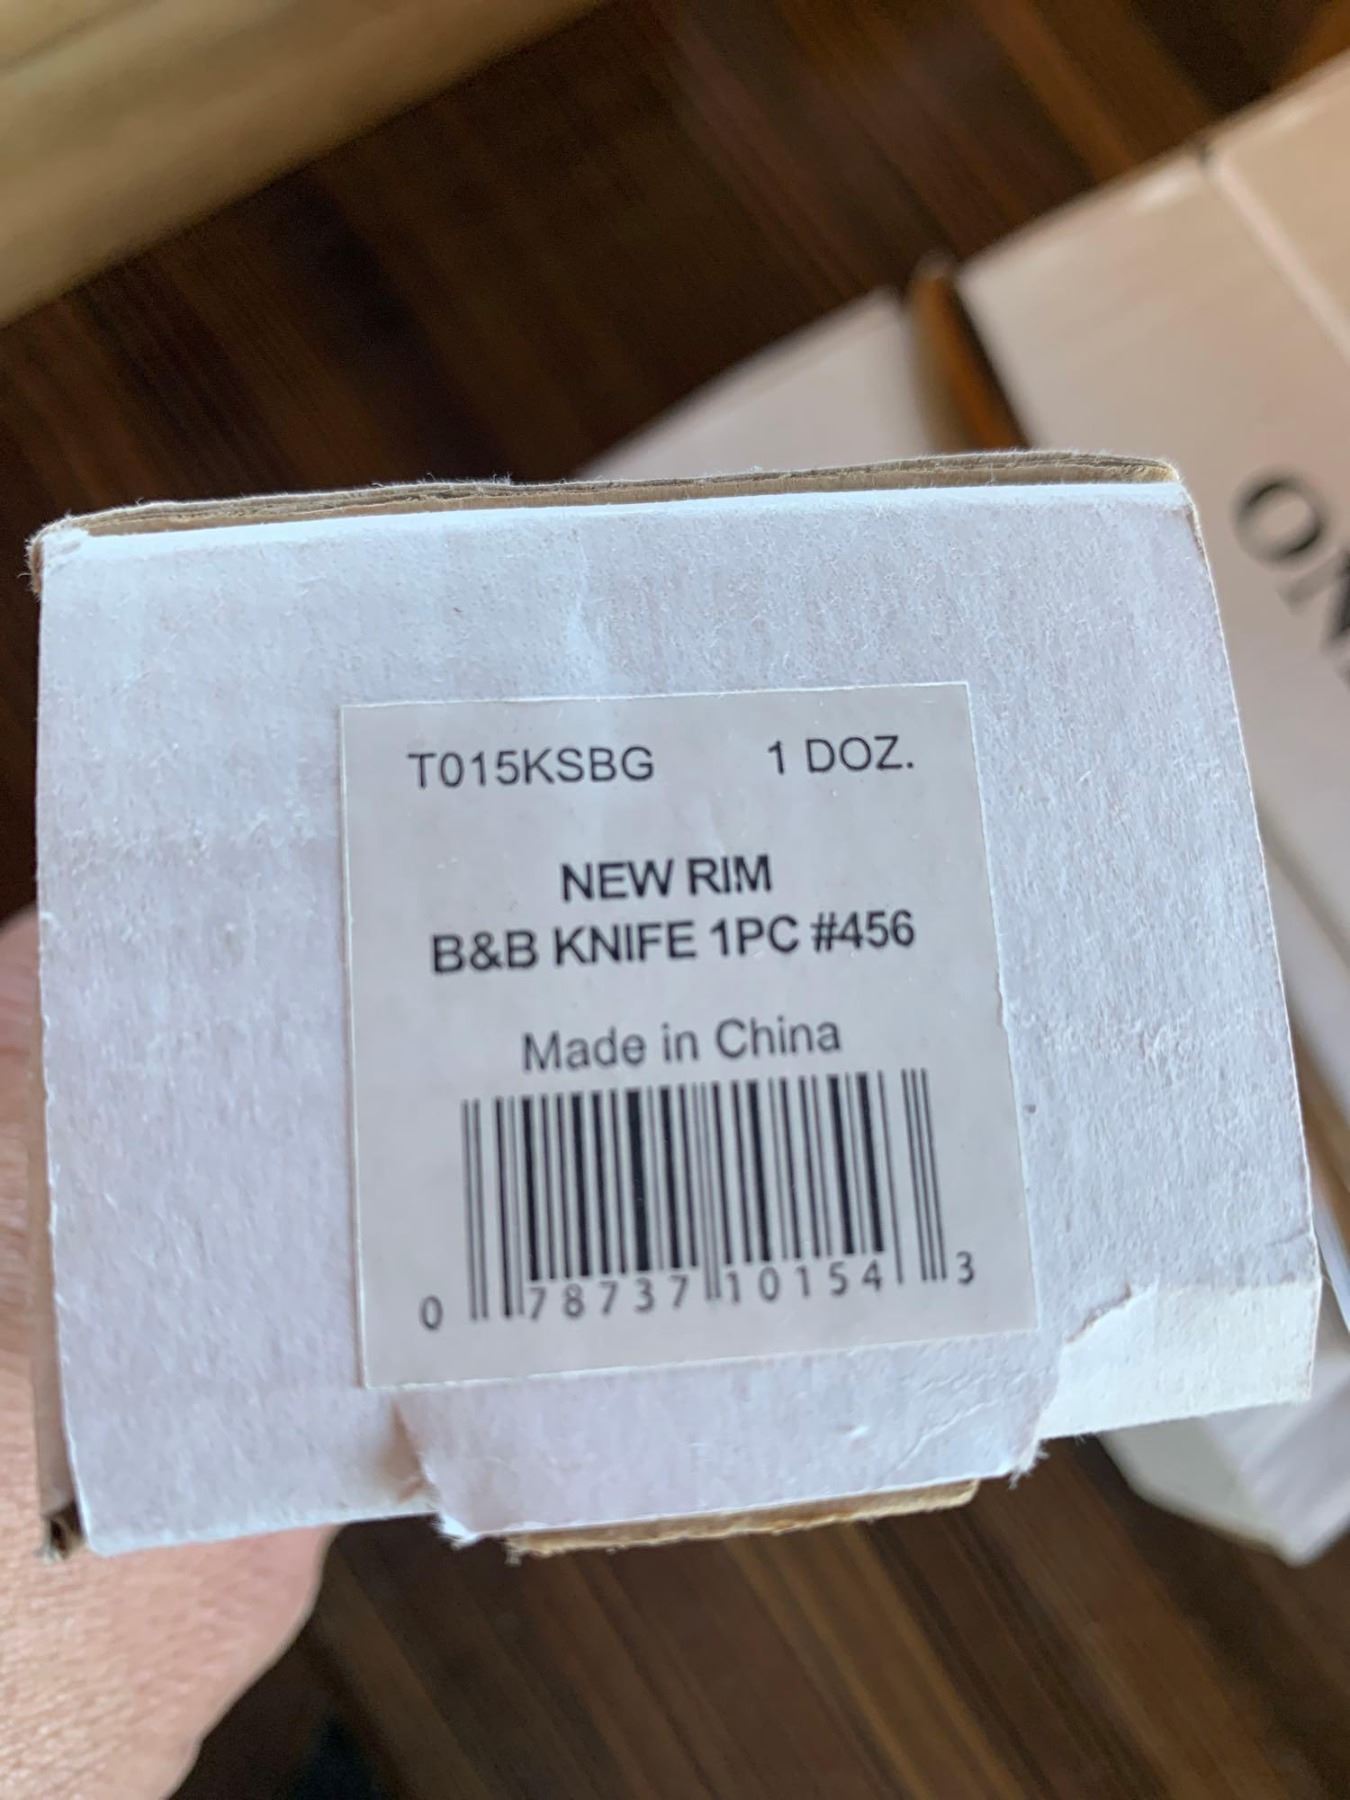 T015KSBG 1 DOZ.
NEW RIM
B&B KNIFE 1PC #456
Made in China
0 78737 10154 3